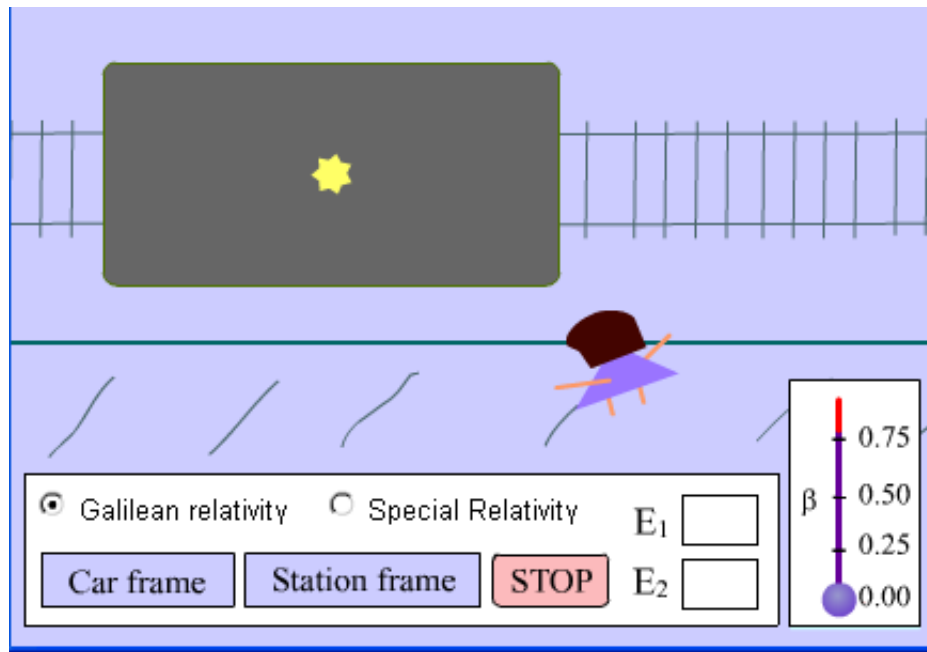 Galilean relativity
Special Relativity
E1
Car frame
Station frame
STOP
E2
β
0.75
0.50
0.25
0.00